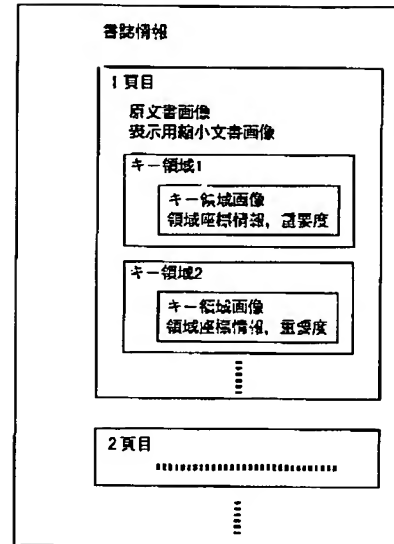 書誌情報
1頁目
原文書画像
表示用縮小文書画像
キー領域1
キー領域画像
領域座標情報，重要度
キー領域2
キー領域画像
領域座標情報，重要度
2頁目